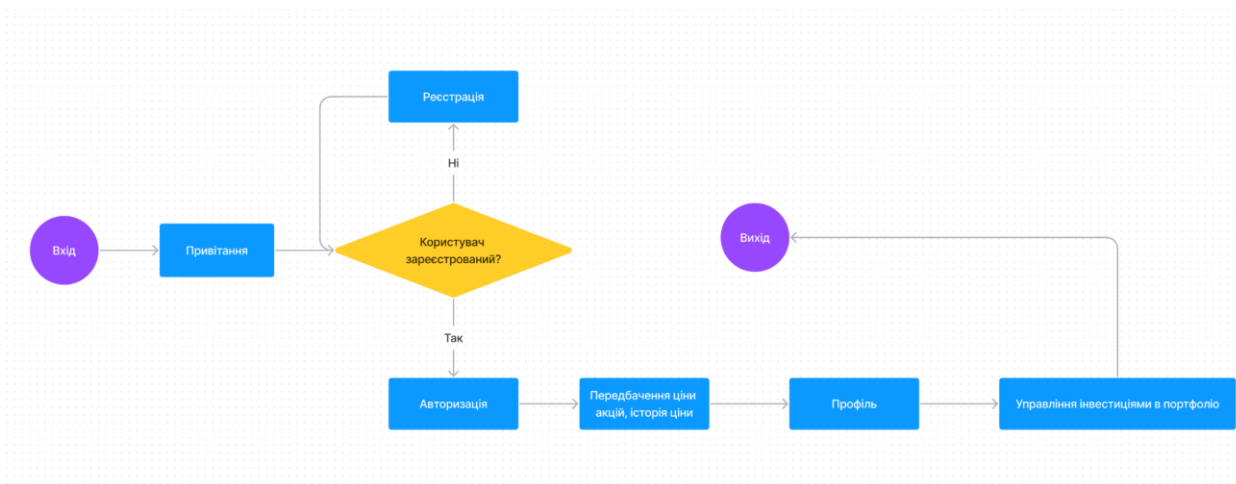 Реєстрація
Ні
Вхід
Привітання
Користувач
зареєстрований?
Вихід
Так
Авторизація
Передбачення ціни
акцій, історія ціни
Профіль
Управління інвестиціями в портфоліо